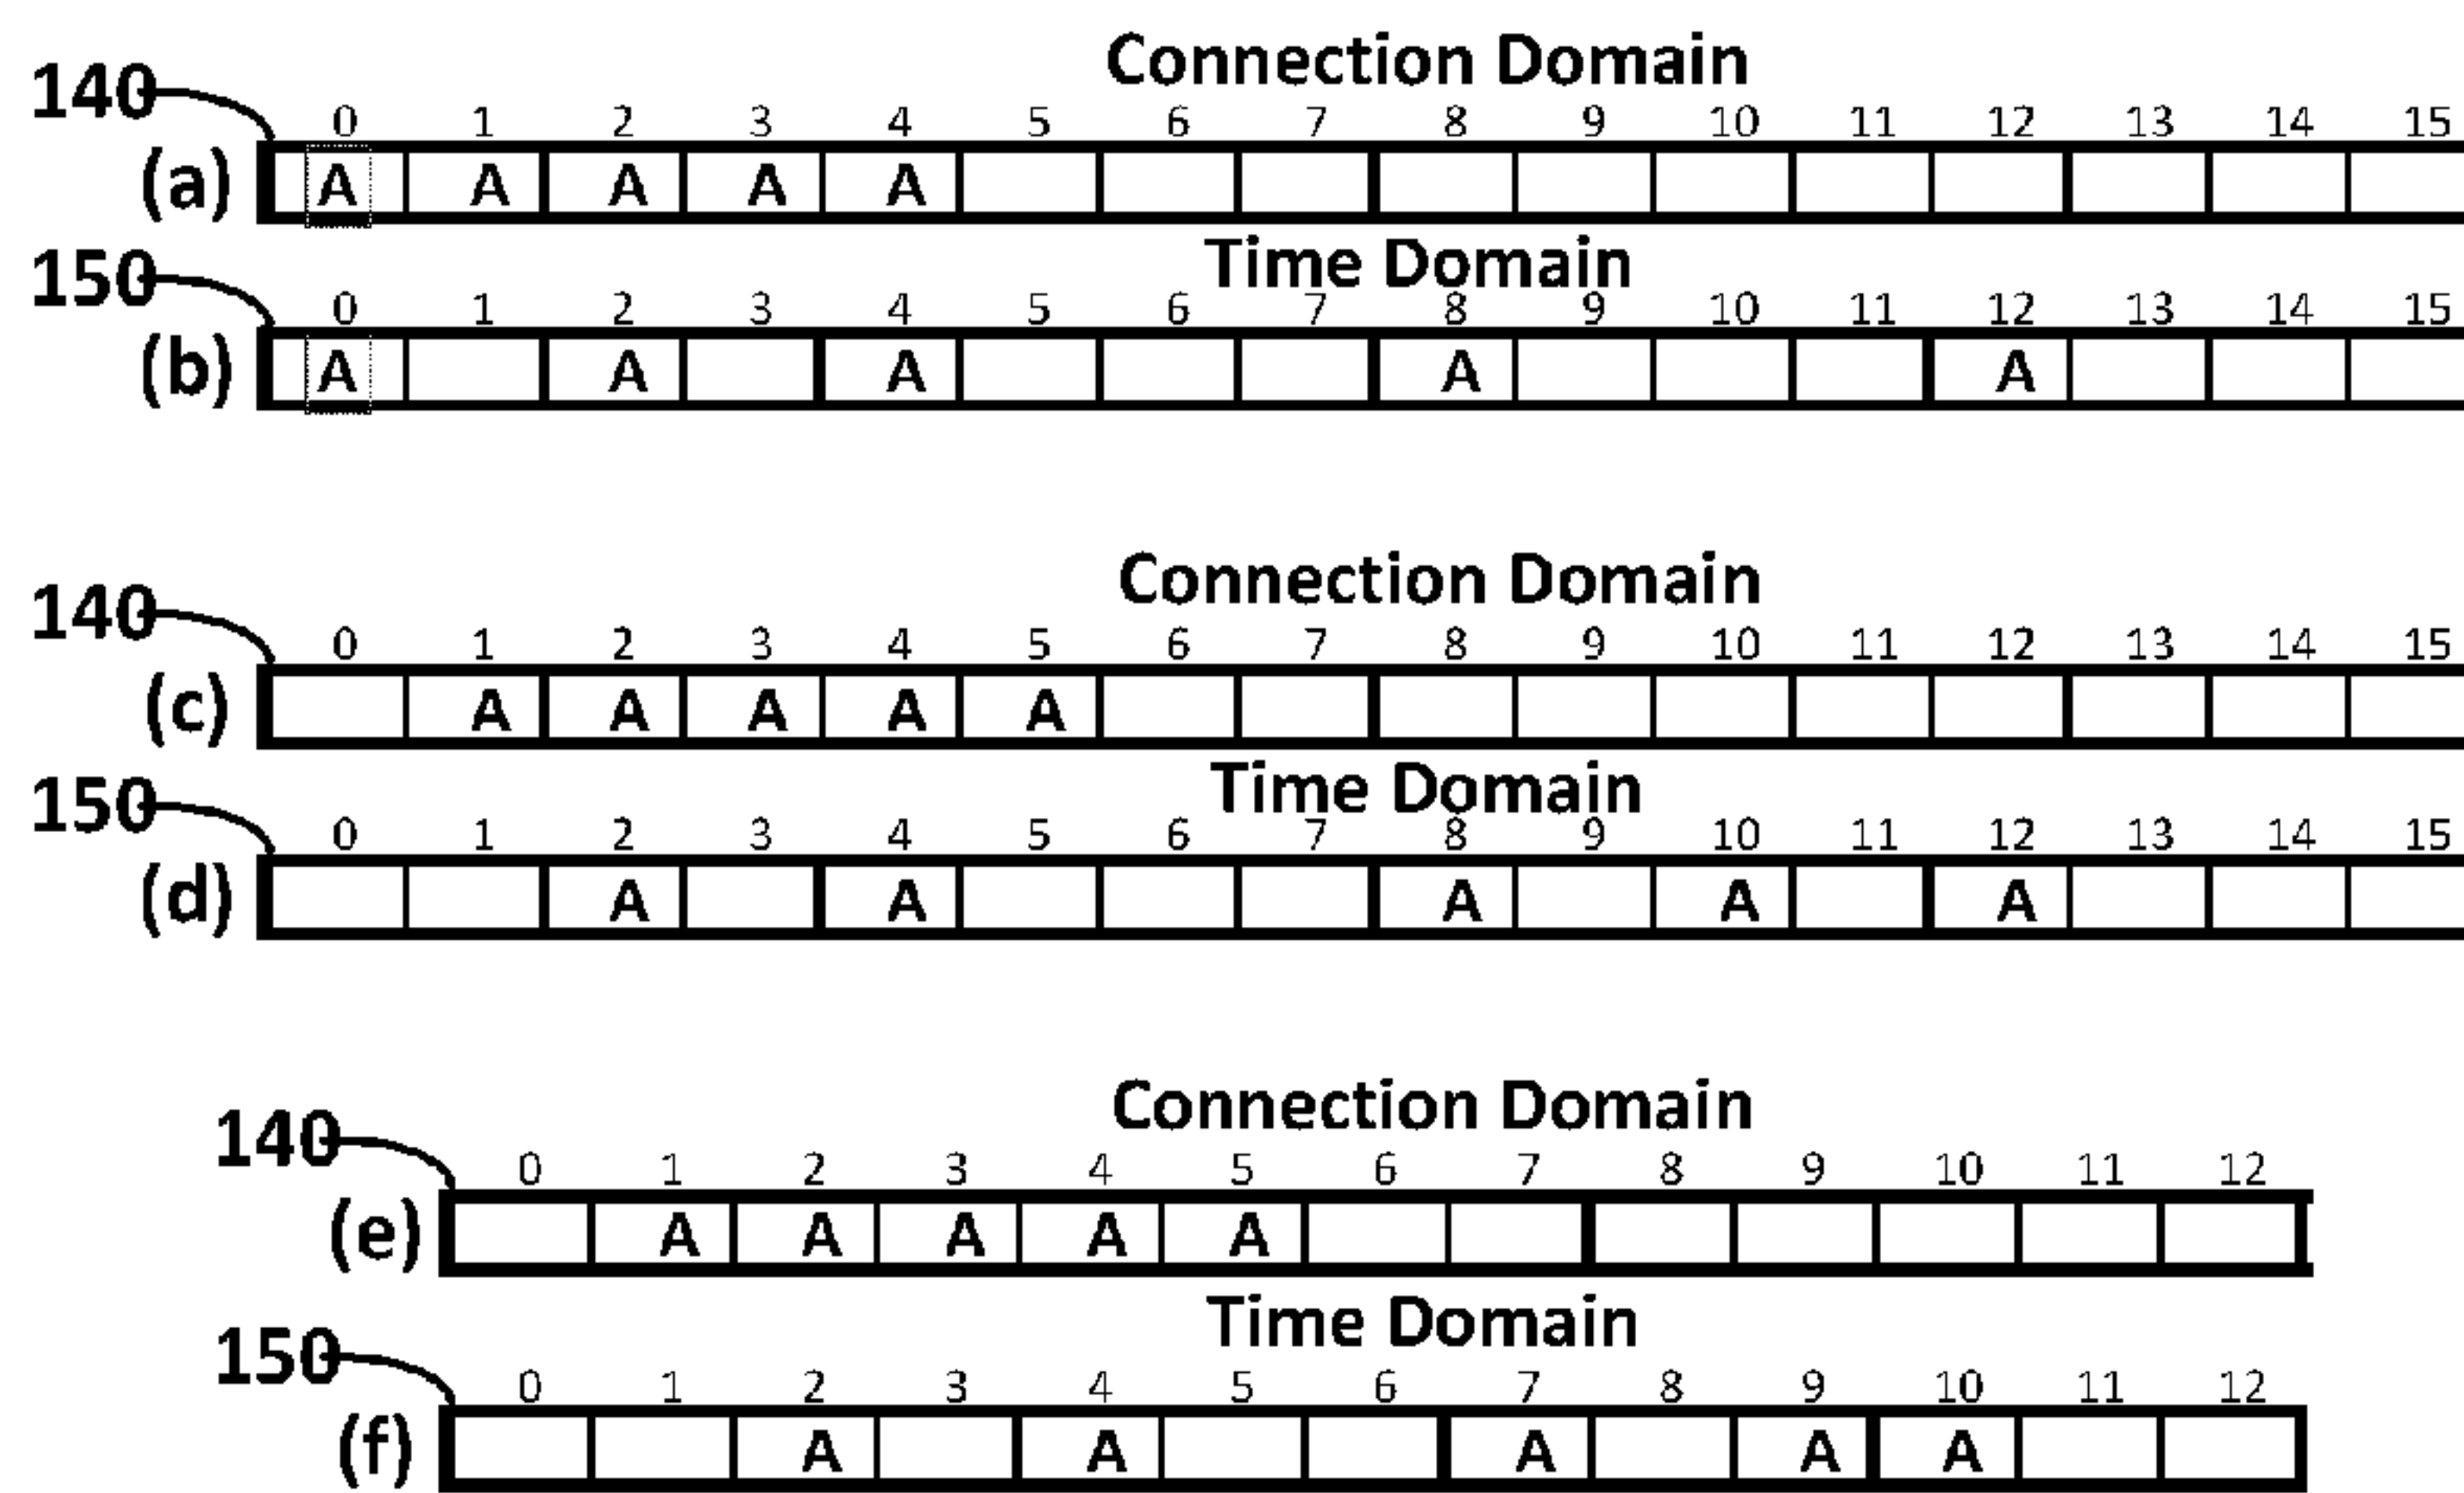 Connection Domain
140
0 1 2 3 4 5 6 7 8 9 10 11 12 13 14 15
(a) A A A A A
Time Domain
150
0 1 2 3 4 5 6 7 8 9 10 11 12 13 14 15
(b) A A A A A
Connection Domain
140
0 1 2 3 4 5 6 7 8 9 10 11 12 13 14 15
(c) A A A A A
Time Domain
150
0 1 2 3 4 5 6 7 8 9 10 11 12 13 14 15
(d) A A A A A
Connection Domain
140
0 1 2 3 4 5 6 7 8 9 10 11 12
(e) A A A A A
Time Domain
150
0 1 2 3 4 5 6 7 8 9 10 11 12
(f) A A A A A